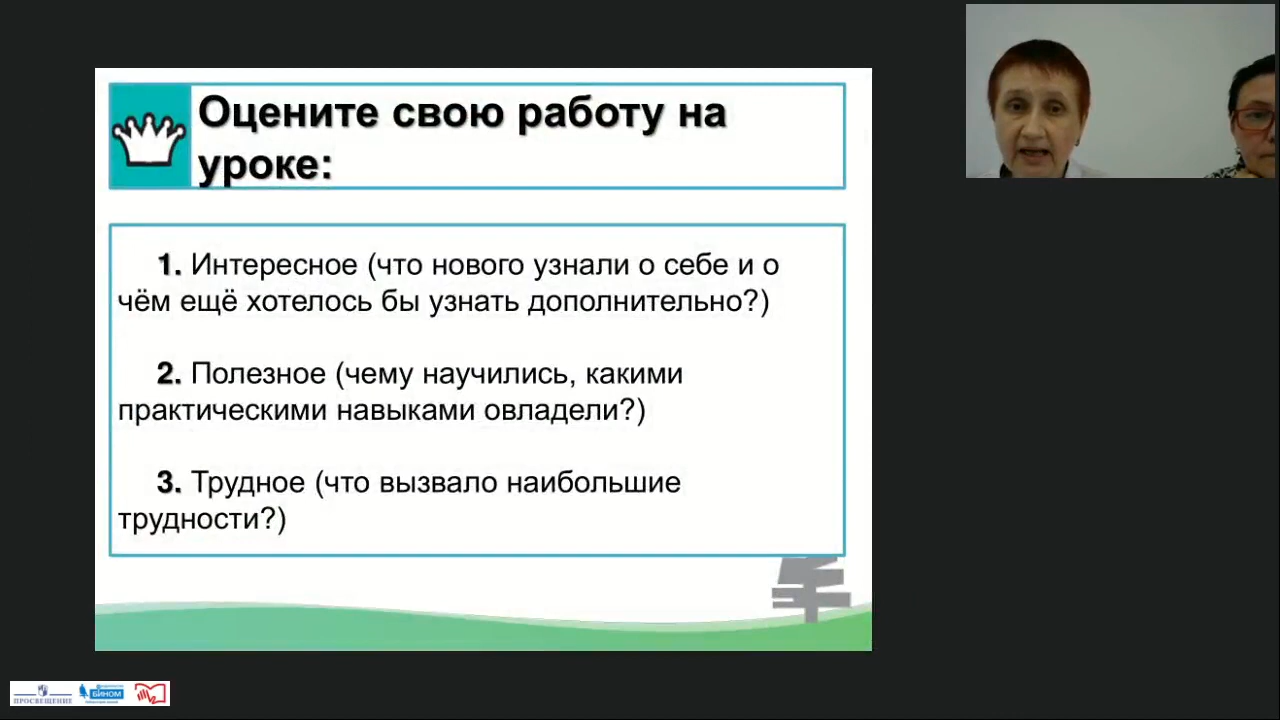 Оцените свою работу на
уроке:
1. Интересное (что нового узнали о себе и о
чём ещё хотелось бы узнать дополнительно?)
2. Полезное (чему научились, какими
практическими навыками овладели?)
3. Трудное (что вызвало наибольшие
трудности?)
ПРОСВЕЩЕНИЕ
БИНОМ